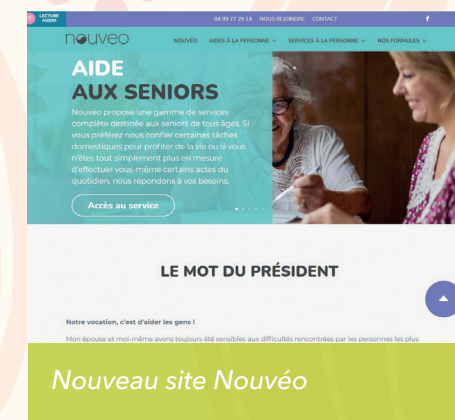 LECTURE
AUDIO
04 99 77 29 14 NOUS REJOINDRE CONTACT
nouveo NOUVÉO AIDES À LA PERSONNE SERVICES À LA PERSONNE NOS FORMULES
AIDE
AUX SENIORS
Nouvéo propose une gamme de services
complète destinée aux seniors de tous âges. Si
vous préférez nous confier certaines tâches
domestiques pour profiter de la vie ou si vous
n'êtes tout simplement plus en mesure
d'effectuer vous-même certains actes du
quotidien, nous répondons à vos besoins.
Accès au service
LE MOT DU PRÉSIDENT
Notre vocation, c'est d'aider les gens !
Mon épouse et moi-même avons toujours été sensibles aux difficultés rencontrées par les personnes les plus
Nouveau site Nouvéo